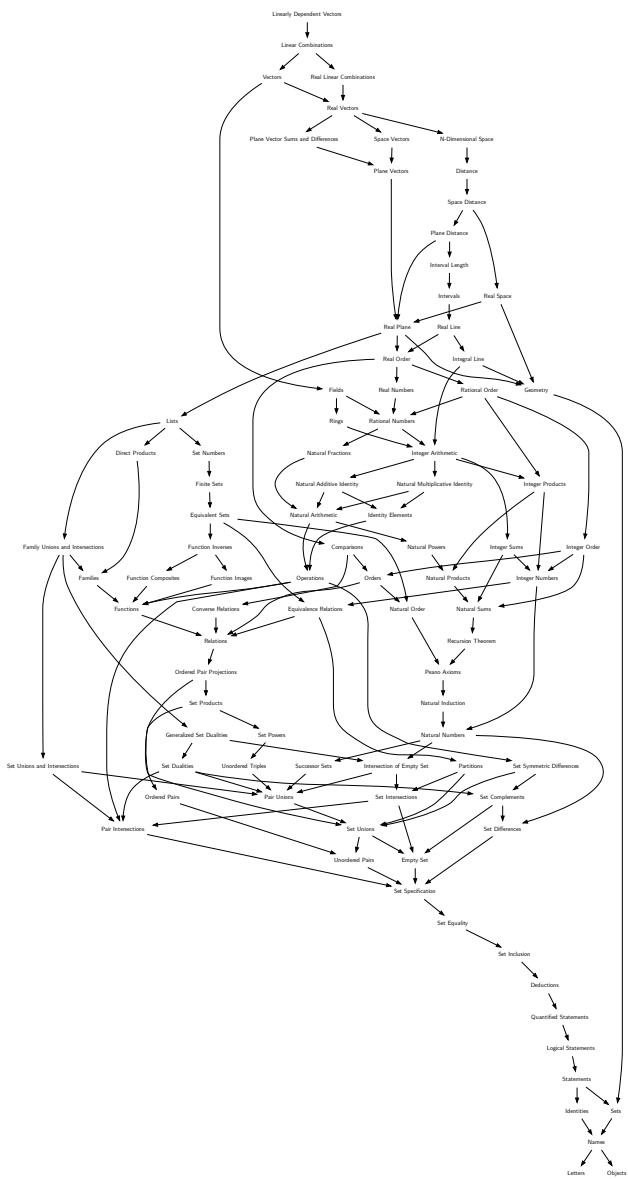 Linearly Dependent Vectors
Linear Combinations
Vectors
Real Linear Combinations
Real Vectors
Plane Vector Sums and Differences
Space Vectors
N-Dimensional Space
Plane Vectors
Distance
Space Distance
Plane Distance
Interval Length
Intervals
Real Space
Real Plane
Real Line
Real Order
Integral Line
Fields
Real Numbers
Rational Order
Geometry
Lists
Rings
Rational Numbers
Direct Products
Set Numbers
Natural Fractions
Integer Arithmetic
Finite Sets
Natural Additive Identity
Natural Multiplicative Identity
Integer Products
Equivalent Sets
Natural Arithmetic
Identity Elements
Family Unions and Intersections
Function Inverses
Comparisons
Natural Powers
Integer Sums
Integer Order
Families
Function Composites
Function Images
Operations
Orders
Natural Products
Integer Numbers
Functions
Converse Relations
Equivalence Relations
Natural Order
Natural Sums
Relations
Recursion Theorem
Ordered Pair Projections
Peano Axioms
Set Products
Natural Induction
Generalized Set Dualities
Set Powers
Natural Numbers
Set Unions and Intersections
Set Dualities
Unordered Triples
Successor Sets
Intersection of Empty Set
Partitions
Set Symmetric Differences
Ordered Pairs
Pair Unions
Set Intersections
Set Complements
Pair Intersections
Set Unions
Set Differences
Unordered Pairs
Empty Set
Set Specification
Set Equality
Set Inclusion
Deductions
Quantified Statements
Logical Statements
Statements
Identities
Sets
Names
Letters
Objects